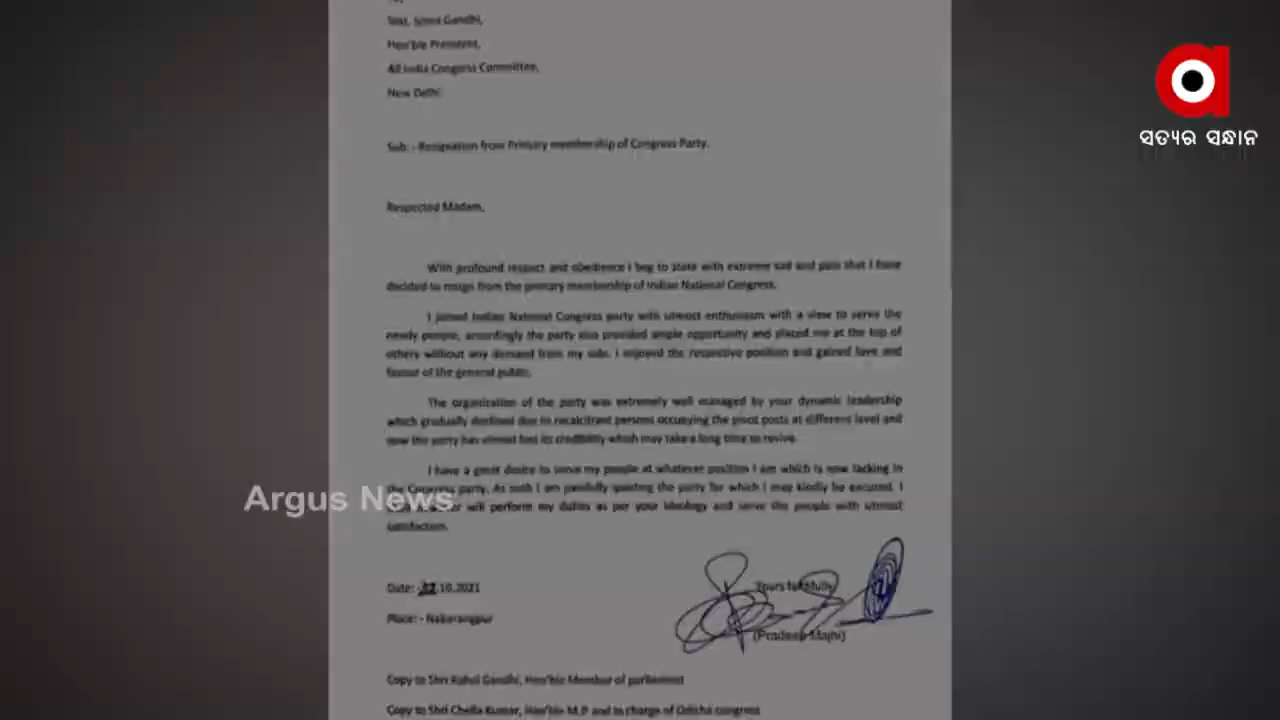 Smt. Sonia Gandhi,
Hon'ble President,
All India Congress Committee,
New Delhi
Sub: - Resignation from Primary membership of Congress Party.
Respected Madam,
With profound respect and obedience I beg to state with extreme sad and pain that I have
decided to resign from the primary membership of Indian National Congress.
I joined Indian National Congress party with utmost enthusiasm with a view to serve the
needy people, accordingly the party also provided ample opportunity and placed me at the top of
others without any demand from my side. I enjoyed the respective position and gained love and
favour of the general public.
The organization of the party was extremely well managed by your dynamic leadership
which gradually declined due to recalcitrant persons occupying the pivot posts at different level and
now the party has almost lost its credibility which may take a long time to revive.
I have a great desire to serve my people at whatever position I am which is now lacking in
the Congress party. As such I am painfully quitting the party for which I may kindly be excused. I
will perform my duties as per your ideology and serve the people with utmost
satisfaction.
Date: - .10.2021
Yours faithfully
Place: - Nabarangpur
(Pradeep Majhi)
Copy to Shri Rahul Gandhi, Hon'ble Member of parliament
Copy to Shri Chella Kumar, Hon'ble M.P and in charge of Odisha congress
Argus News
ସତ୍ୟର ସନ୍ଧାନ